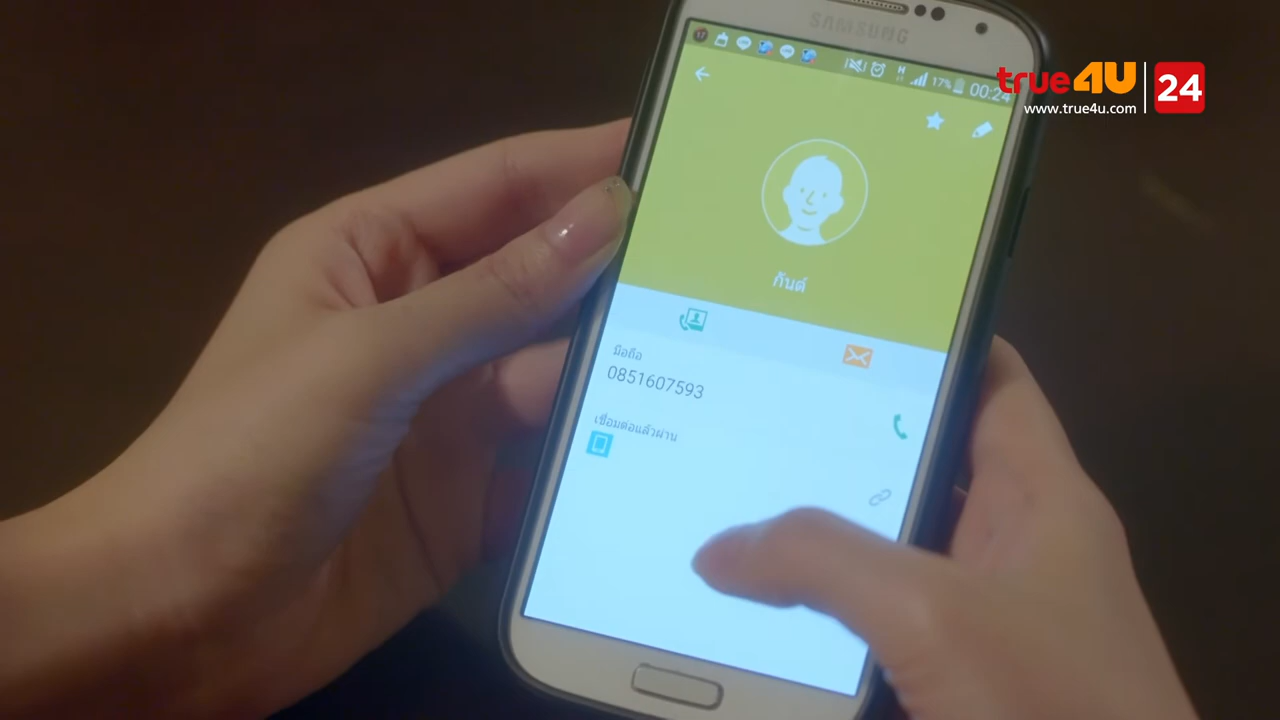 SAMSUNG
17%
00:24
true4U
24
www.true4u.com
กันต์
มือถือ
0851607593
เชื่อมต่อแล้วผ่าน